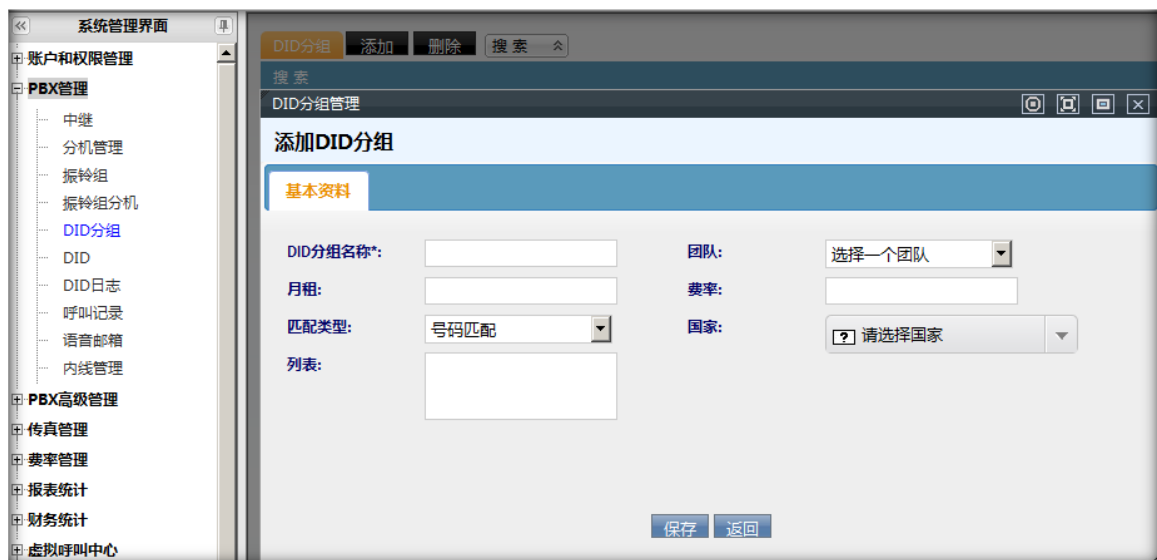 系统管理界面
账户和权限管理
PBX管理
中继
分机管理
振铃组
振铃组分机
DID分组
DID
DID日志
呼叫记录
语音邮箱
内线管理
PBX高级管理
传真管理
费率管理
报表统计
财务统计
虚拟呼叫中心
DID分组 添加 删除 搜 索
搜 索
DID分组管理
添加DID分组
基本资料
DID分组名称*: 团队: 选择一个团队
月租: 费率:
匹配类型: 号码匹配 国家: 请选择国家
列表:
保存 返回